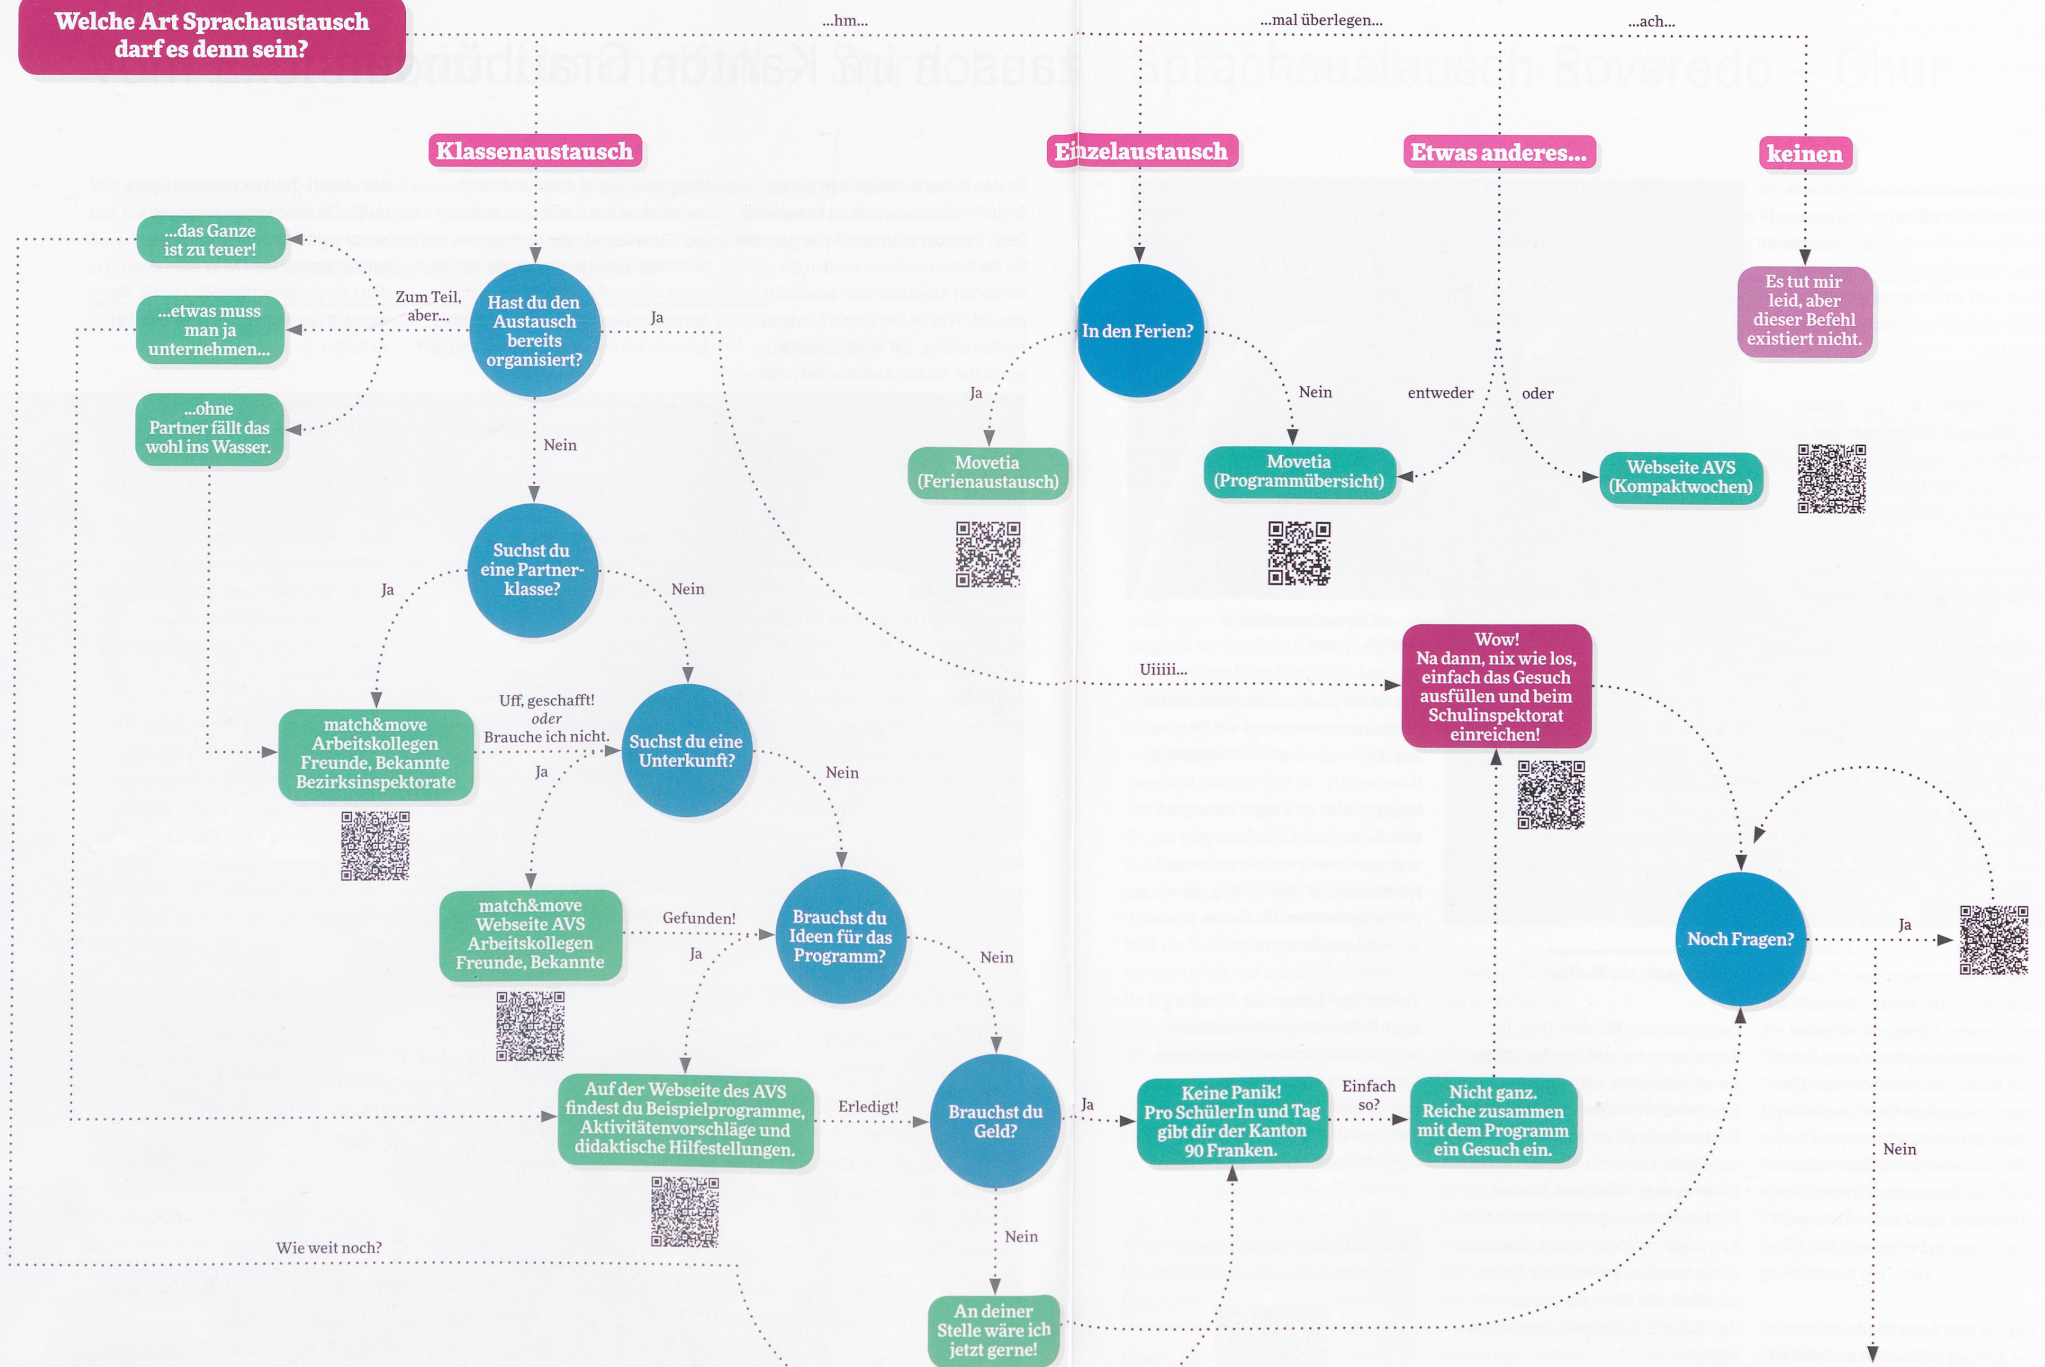 Welche Art Sprachaustausch
darf es denn sein?
...hm...
...mal überlegen...
...ach...
Klassenaustausch
Einzelaustausch
Etwas anderes...
keinen
...das Ganze
ist zu teuer!
Zum Teil,
aber...
...etwas muss
man ja
unternehmen...
...ohne
Partner fällt das
wohl ins Wasser.
Hast du den
Austausch
bereits
organisiert?
Ja
Nein
In den Ferien?
Ja
Nein
entweder
oder
Es tut mir
leid, aber
dieser Befehl
existiert nicht.
Movetia
(Ferienaustausch)
Movetia
(Programmübersicht)
Webseite AVS
(Kompaktwochen)
Suchst du
eine Partner-
klasse?
Ja
Nein
Uiiiii...
Wow!
Na dann, nix wie los,
einfach das Gesuch
ausfüllen und beim
Schulinspektorat
einreichen!
match&move
Arbeitskollegen
Freunde, Bekannte
Bezirksinspektorate
Uff, geschafft!
oder
Brauche ich nicht.
Ja
Suchst du eine
Unterkunft?
Nein
match&move
Webseite AVS
Arbeitskollegen
Freunde, Bekannte
Gefunden!
Ja
Brauchst du
Ideen für das
Programm?
Nein
Noch Fragen?
Ja
Nein
Auf der Webseite des AVS
findest du Beispielprogramme,
Aktivitätenvorschläge und
didaktische Hilfestellungen.
Erledigt!
Brauchst du
Geld?
Ja
Keine Panik!
Pro SchülerIn und Tag
gibt dir der Kanton
90 Franken.
Einfach
so?
Nicht ganz.
Reiche zusammen
mit dem Programm
ein Gesuch ein.
Nein
Wie weit noch?
An deiner
Stelle wäre ich
jetzt gerne!